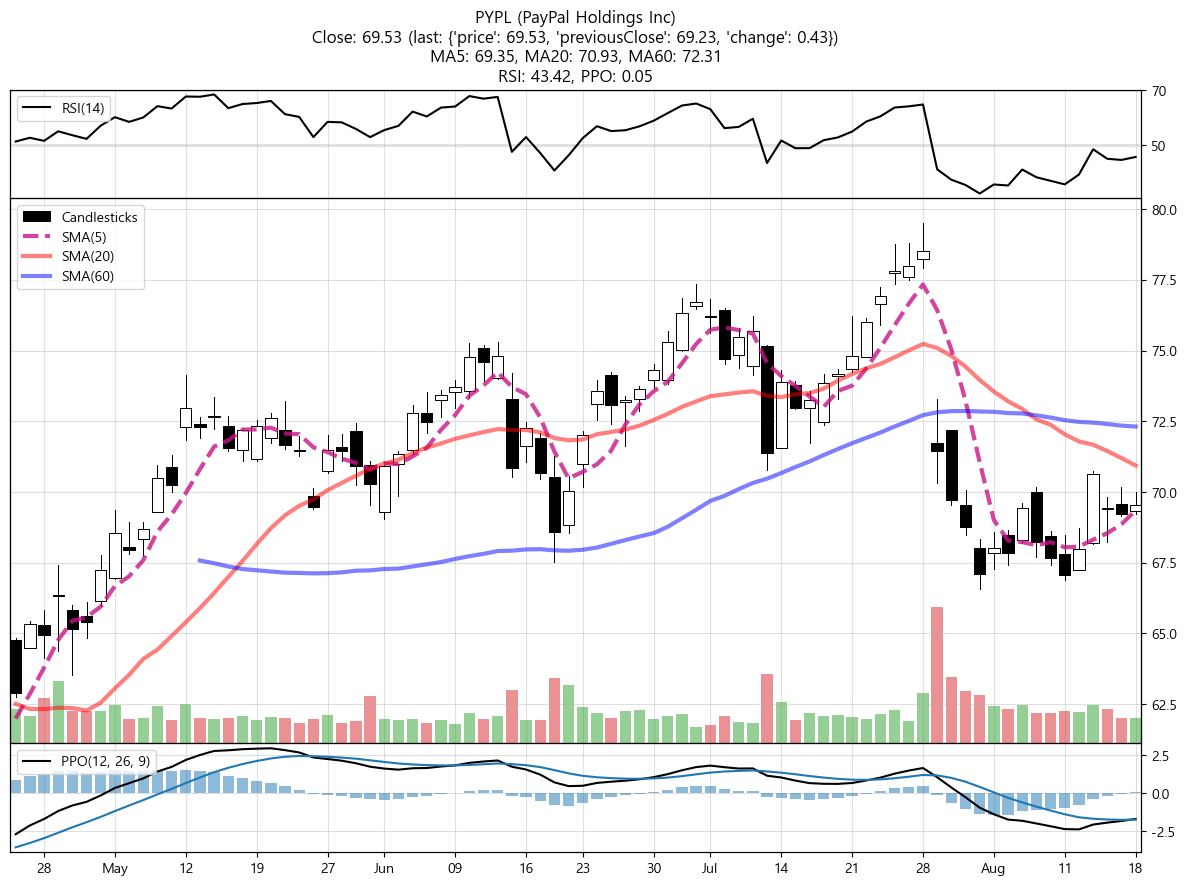 PYPL (PayPal Holdings Inc)
Close: 69.53 (last: {'price': 69.53, 'previousClose': 69.23, 'change': 0.43})
MA5: 69.35, MA20: 70.93, MA60: 72.31
RSI: 43.42, PPO: 0.05
RSI(14)
70
50
Candlesticks
SMA(5)
SMA(20)
SMA(60)
80.0
77.5
75.0
72.5
70.0
67.5
65.0
62.5
PPO(12, 26, 9)
2.5
0.0
-2.5
28 May 12 19 27 Jun 09 16 23 30 Jul 14 21 28 Aug 11 18